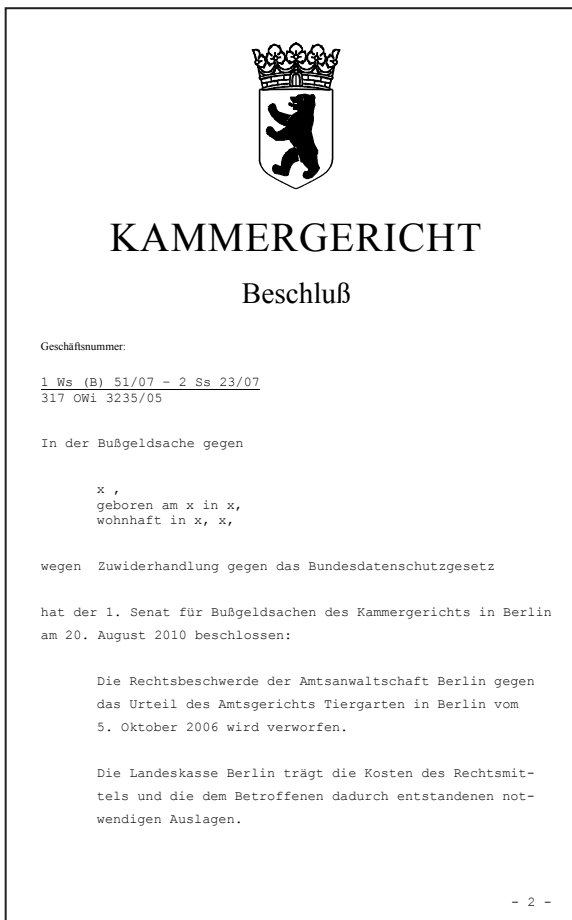 KAMMERGERICHT
Beschluß
Geschäftsnummer:
1 Ws (B) 51/07 - 2 Ss 23/07
317 OWi 3235/05
In der Bußgeldsache gegen
x ,
geboren am x in x,
wohnhaft in x, x,
wegen  Zuwiderhandlung gegen das Bundesdatenschutzgesetz
hat der 1. Senat für Bußgeldsachen des Kammergerichts in Berlin
am 20. August 2010 beschlossen:
Die Rechtsbeschwerde der Amtsanwaltschaft Berlin gegen
das Urteil des Amtsgerichts Tiergarten in Berlin vom
5. Oktober 2006 wird verworfen.
Die Landeskasse Berlin trägt die Kosten des Rechtsmit-
tels und die dem Betroffenen dadurch entstandenen not-
wendigen Auslagen.
- 2 -